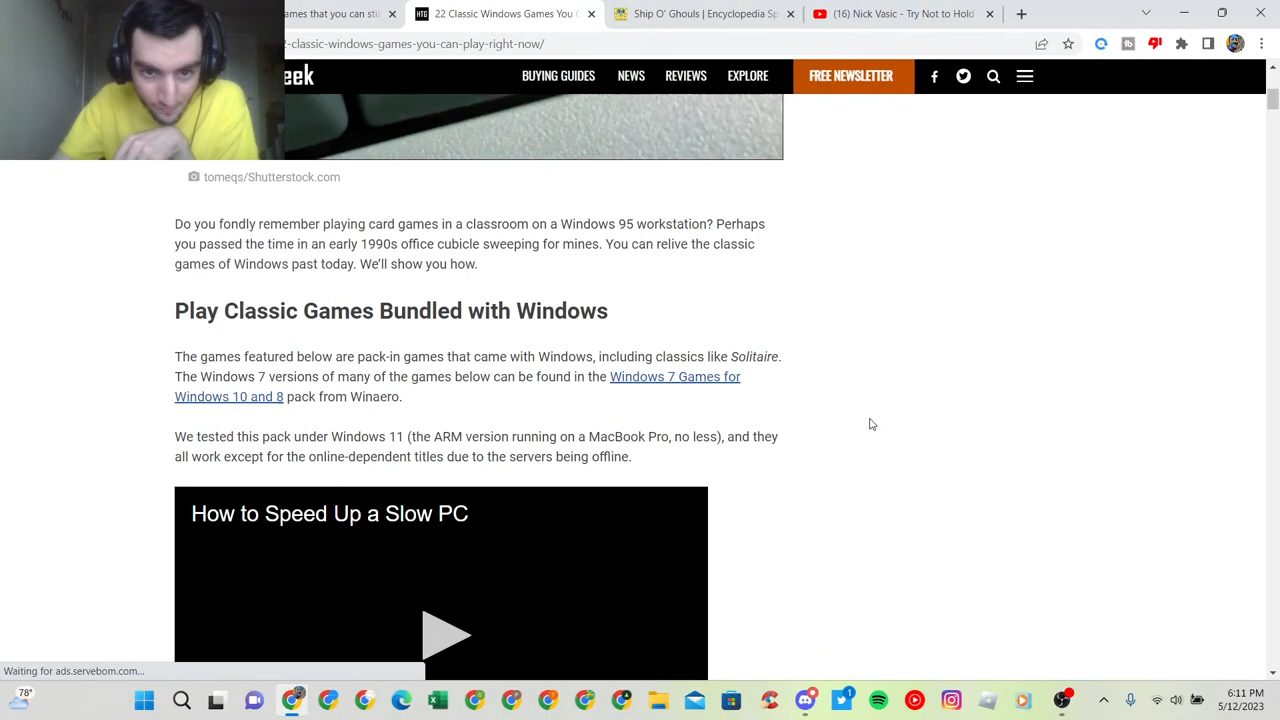 ames that you can stil
HTG 22 Classic Windows Games You C
Ship O' Ghouls | Encyclopedia Sp
(16) Nick Vasic - Try Not to Hold
2-classic-windows-games-you-can-play-right-now/
eek
BUYING GUIDES NEWS REVIEWS EXPLORE FREE NEWSLETTER
tomeqs/Shutterstock.com
Do you fondly remember playing card games in a classroom on a Windows 95 workstation? Perhaps
you passed the time in an early 1990s office cubicle sweeping for mines. You can relive the classic
games of Windows past today. We'll show you how.
Play Classic Games Bundled with Windows
The games featured below are pack-in games that came with Windows, including classics like Solitaire.
The Windows 7 versions of many of the games below can be found in the Windows 7 Games for
Windows 10 and 8 pack from Winaero.
We tested this pack under Windows 11 (the ARM version running on a MacBook Pro, no less), and they
all work except for the online-dependent titles due to the servers being offline.
How to Speed Up a Slow PC
Waiting for ads.servebom.com...
78°
1
6:11 PM
5/12/2023